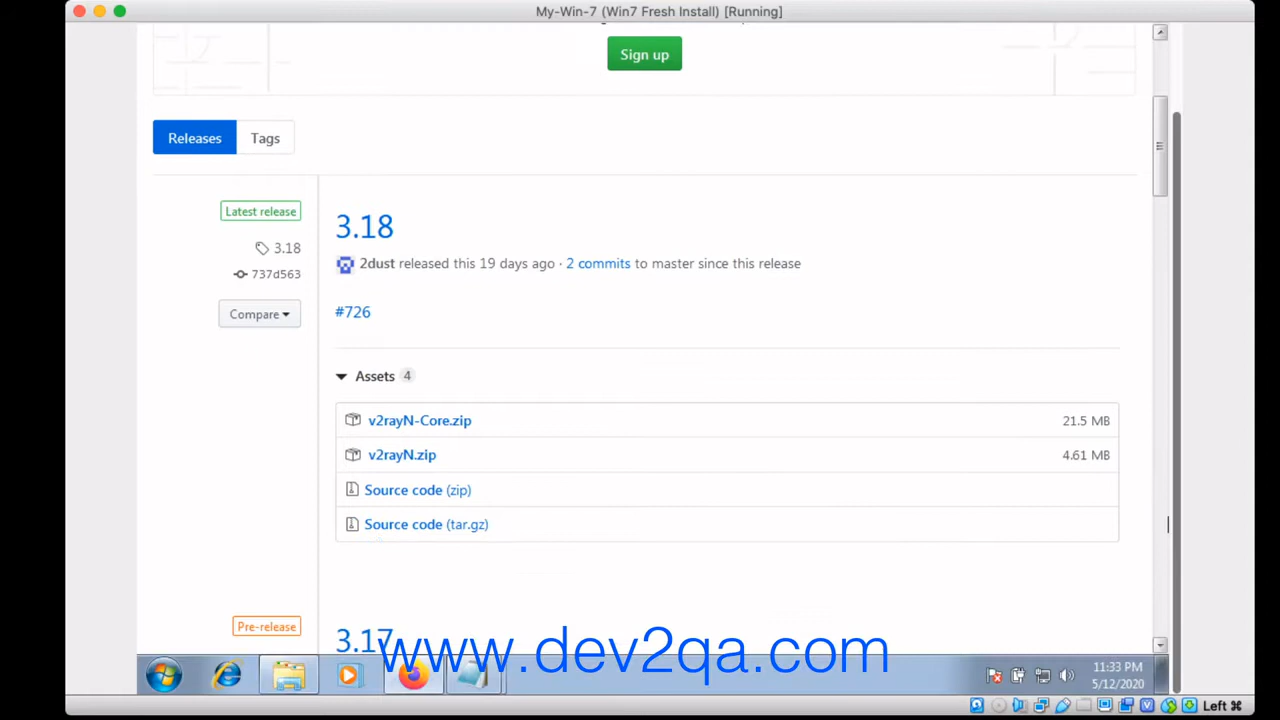 My-Win-7 (Win7 Fresh Install) [Running]
Sign up
Releases
Tags
Latest release
3.18
737d563
Compare
3.18
2dust released this 19 days ago · 2 commits to master since this release
#726
Assets 4
v2rayN-Core.zip 21.5 MB
v2rayN.zip 4.61 MB
Source code (zip)
Source code (tar.gz)
Pre-release
3.17
www.dev2qa.com
11:33 PM
5/12/2020
Left ⌘